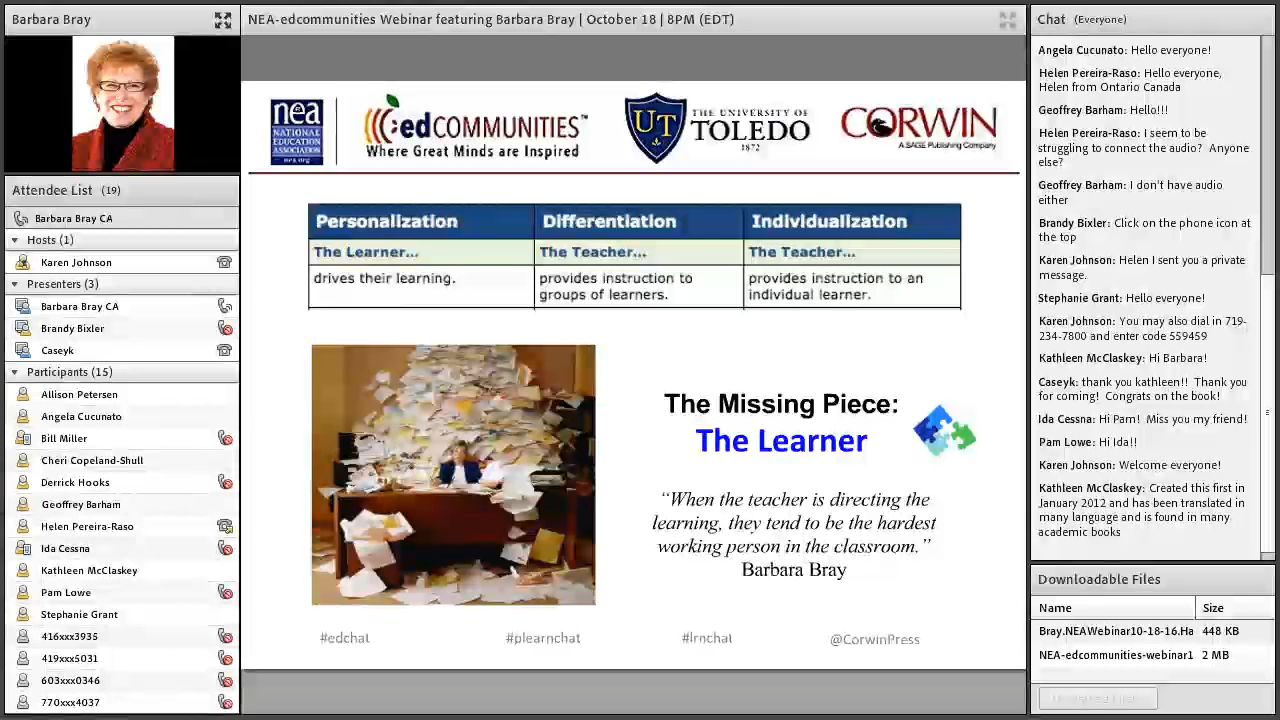 Barbara Bray
NEA-edcommunities Webinar featuring Barbara Bray | October 18 | 8PM (EDT)
Attendee List (19)
Barbara Bray CA
Hosts (1)
Karen Johnson
Presenters (3)
Barbara Bray CA
Brandy Bixler
Caseyk
Participants (15)
Allison Petersen
Angela Cucunato
Bill Miller
Cheri Copeland-Shull
Derrick Hooks
Geoffrey Barham
Helen Pereira-Raso
Ida Cessna
Kathleen McClaskey
Pam Lowe
Stephanie Grant
416xxx3935
419xxx5031
603xxx0346
770xxx4037
nea
NATIONAL
EDUCATION
ASSOCIATION
nea.org
edCOMMUNITIES™
Where Great Minds are Inspired
UT
THE UNIVERSITY OF
TOLEDO
1872
CORWIN
A SAGE Publishing Company
Personalization Differentiation Individualization
The Learner... The Teacher... The Teacher...
drives their learning. provides instruction to provides instruction to an
groups of learners. individual learner.
The Missing Piece:
The Learner
“When the teacher is directing the
learning, they tend to be the hardest
working person in the classroom.”
Barbara Bray
#edchat #plearnchat #lrnchat @CorwinPress
Chat (Everyone)
Angela Cucunato: Hello everyone!
Helen Pereira-Raso: Hello everyone,
Helen from Ontario Canada
Geoffrey Barham: Hello!!!
Helen Pereira-Raso: I seem to be
struggling to connect the audio? Anyone
else?
Geoffrey Barham: I don't have audio
either
Brandy Bixler: Click on the phone icon at
the top
Karen Johnson: Helen I sent you a private
message.
Stephanie Grant: Hello everyone!
Karen Johnson: You may also dial in 719-
234-7800 and enter code 559459
Kathleen McClaskey: Hi Barbara!
Caseyk: thank you kathleen!! Thank you
for coming! Congrats on the book!
Ida Cessna: Hi Pam! Miss you my friend!
Pam Lowe: Hi Ida!!
Karen Johnson: Welcome everyone!
Kathleen McClaskey: Created this first in
January 2012 and has been translated in
many language and is found in many
academic books
Downloadable Files
Name Size
Bray.NEAWebinar10-18-16.Ha 448 KB
NEA-edcommunities-webinar1 2 MB